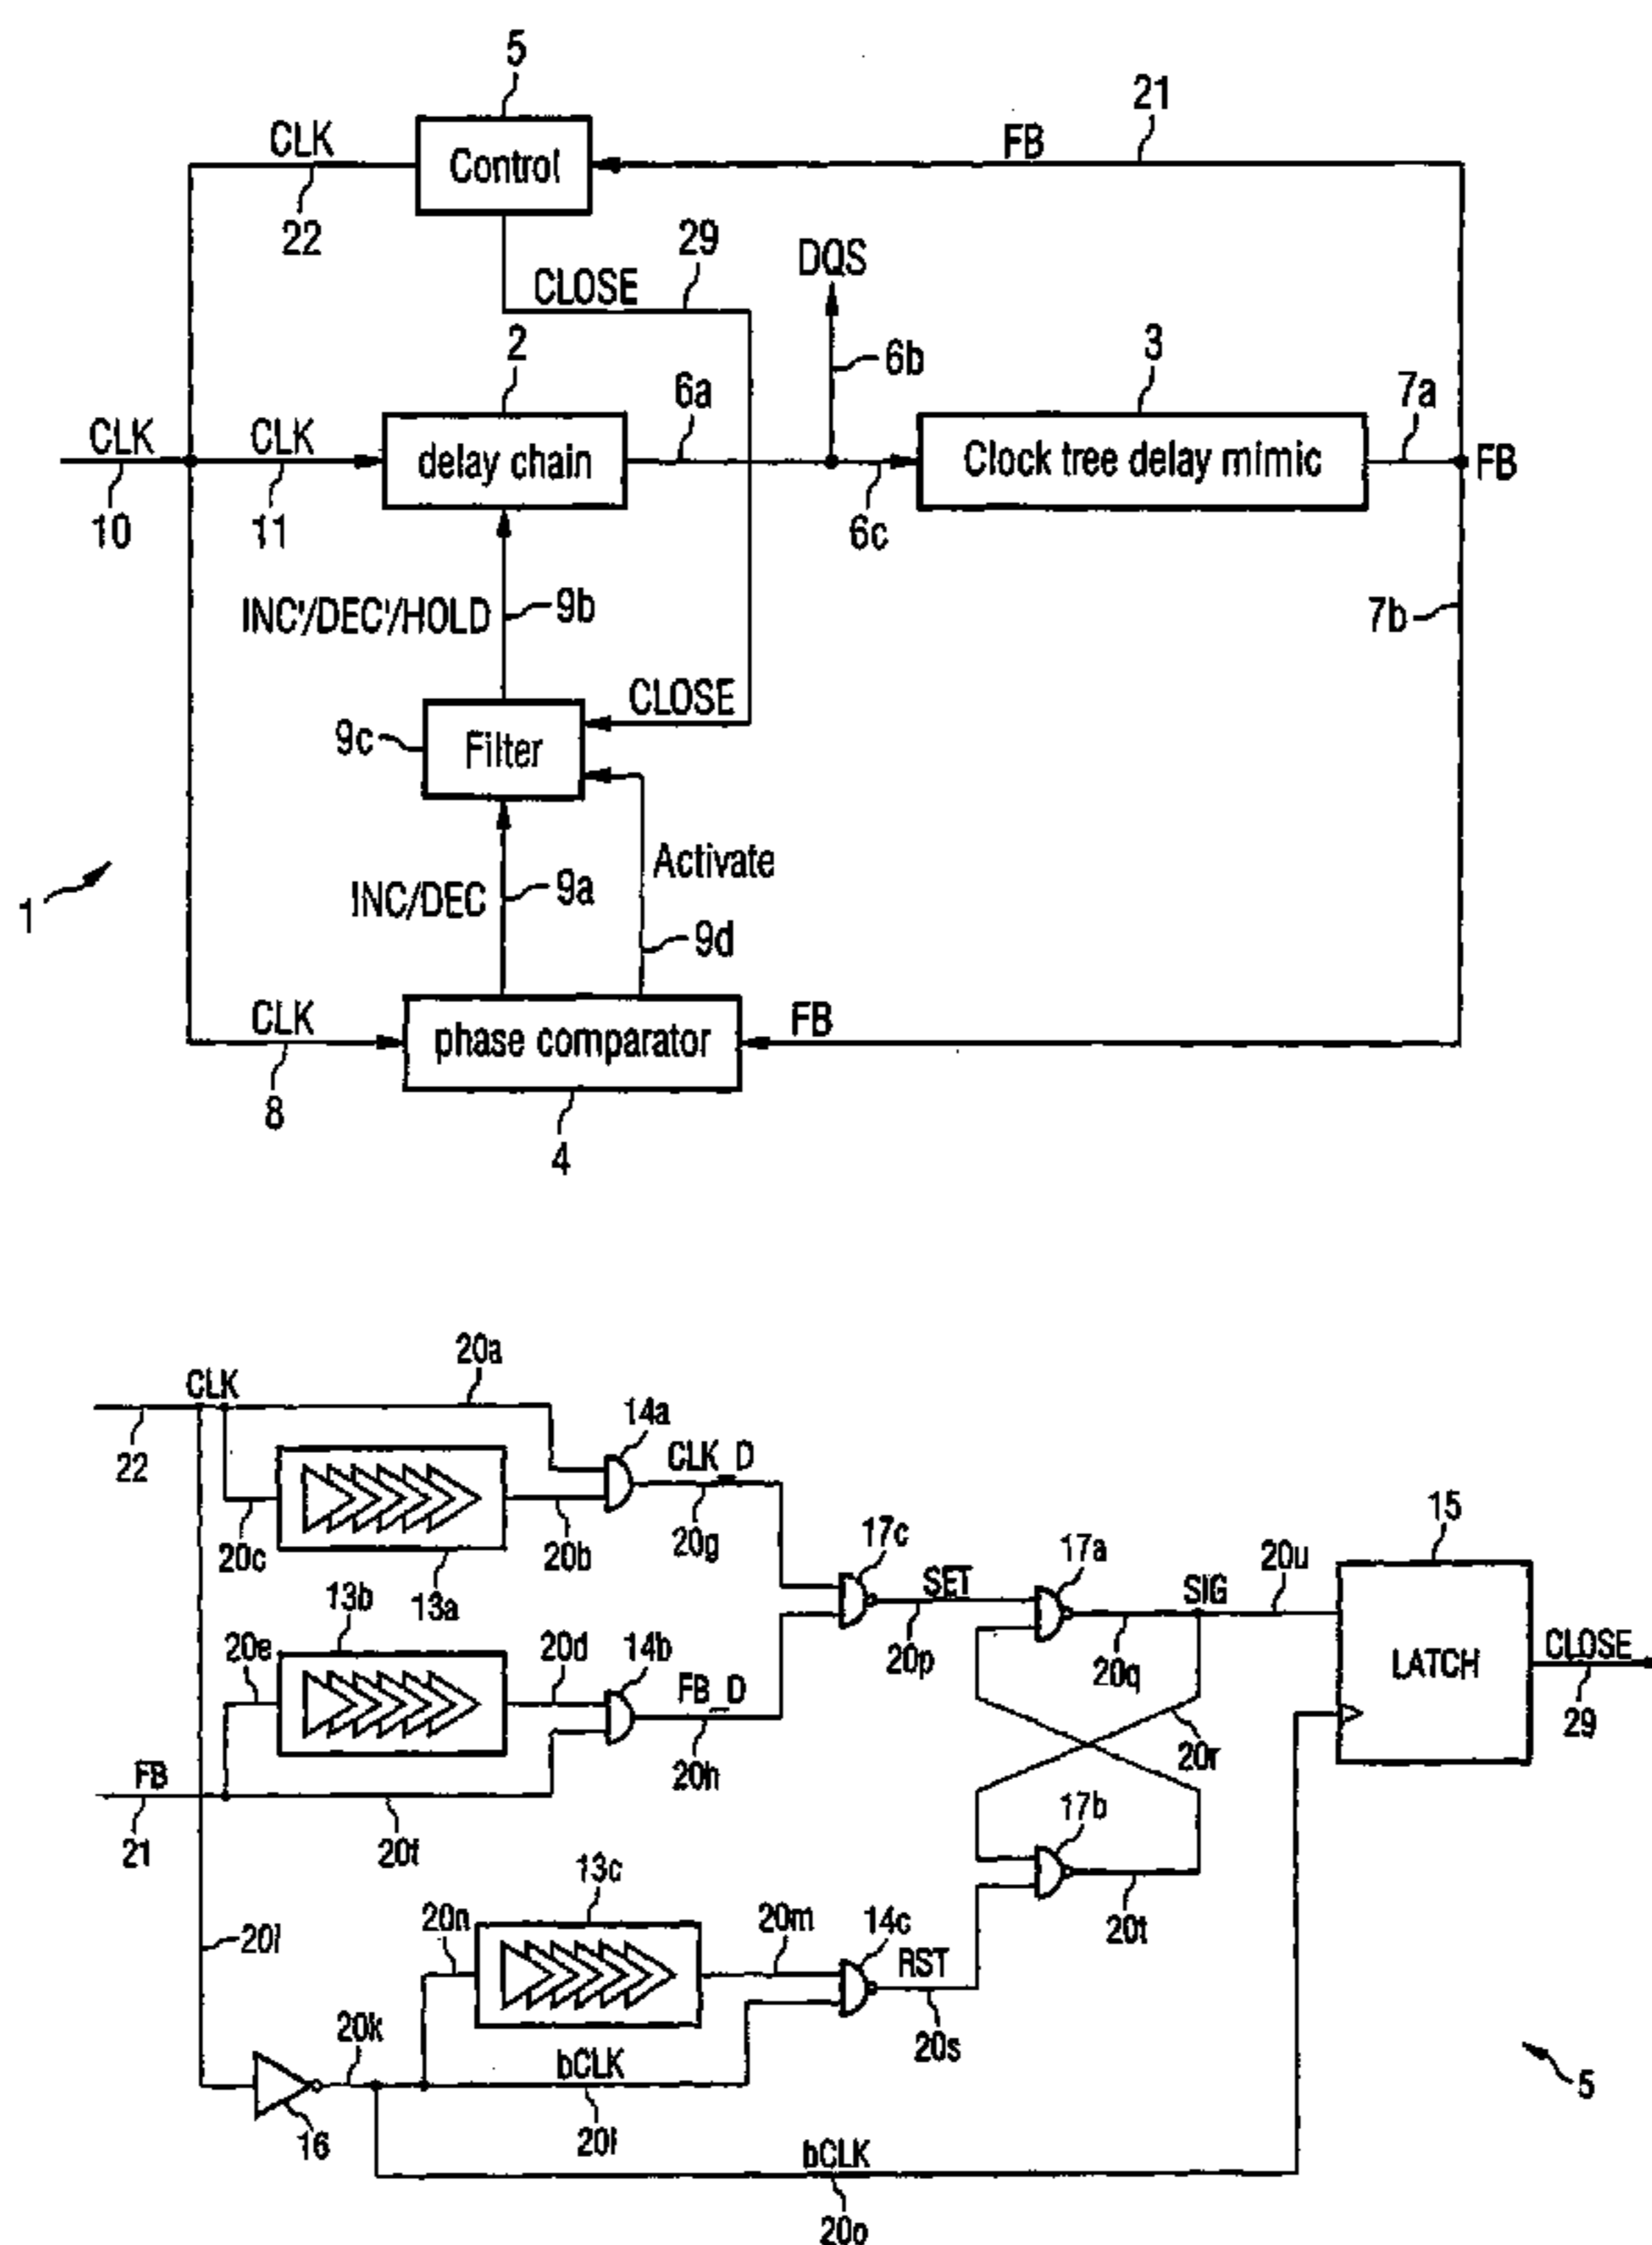 5
CLK
22
Control
FB
21
CLOSE
29
DQS
6b
2
6a
3
7a
CLK
10
CLK
11
delay chain
6c
Clock tree delay mimic
FB
INC'/DEC'/HOLD
9b
7b
CLOSE
9c
Filter
INC/DEC
9a
Activate
9d
1
CLK
8
phase comparator
FB
4
CLK
20a
22
14a
CLK_D
20c
20b
20g
13a
13b
17c
17a
15
20e
20d
14b
FB_D
SET
SIG
20u
20p
20q
LATCH
CLOSE
29
FB
21
20f
20h
20r
17b
13c
20n
20m
14c
RST
20t
20s
20i
20k
16
bCLK
20l
bCLK
20o
5